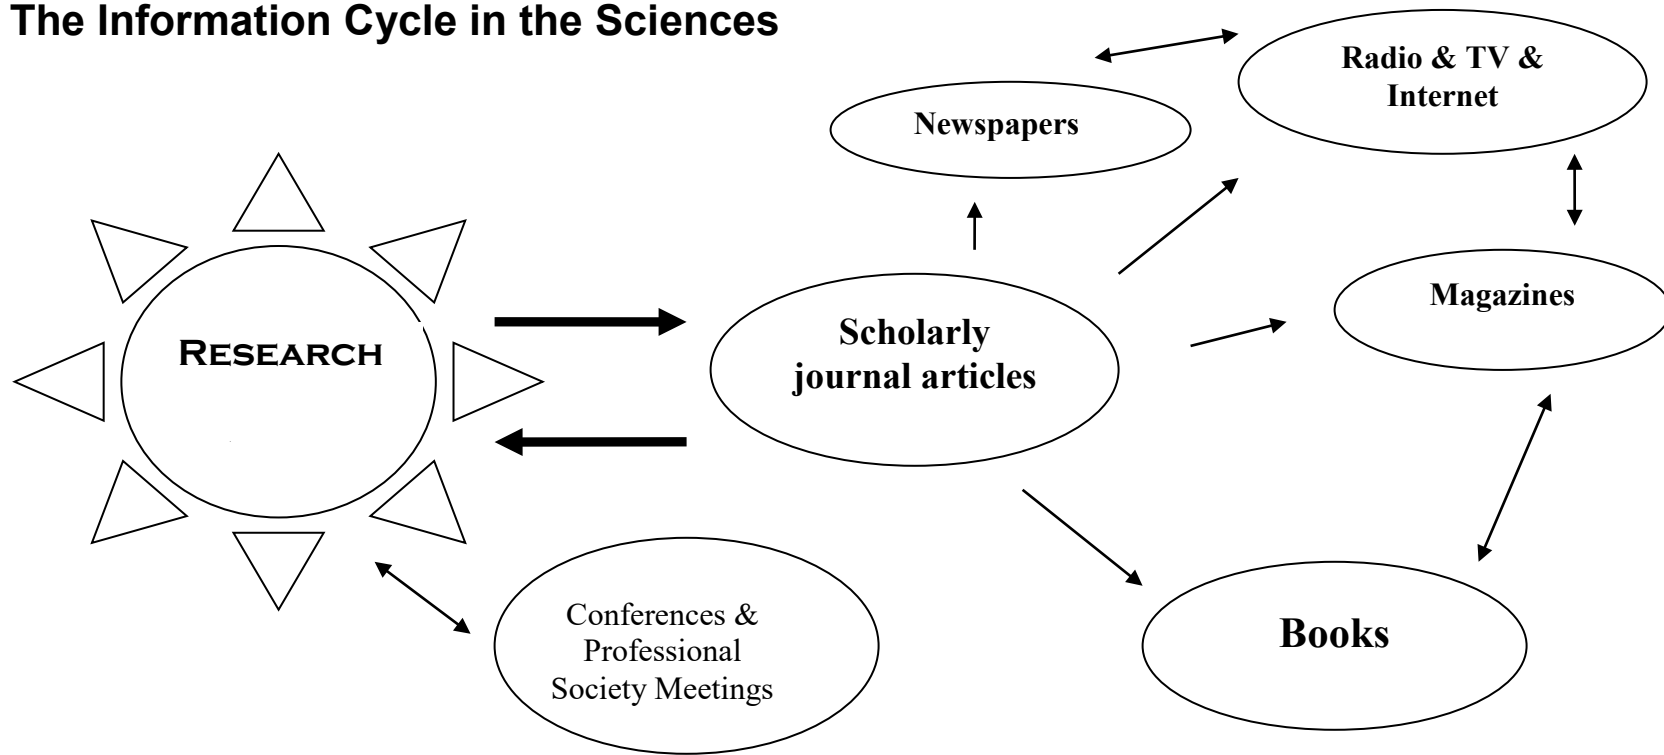 The Information Cycle in the Sciences
Radio & TV &
Internet
Newspapers
Magazines
RESEARCH
Scholarly
journal articles
Conferences &
Professional
Society Meetings
Books